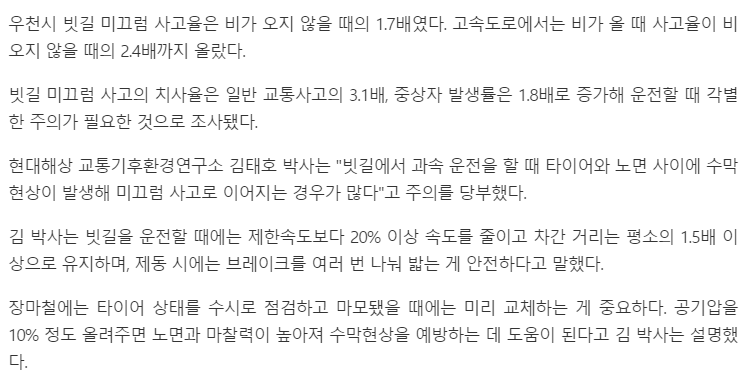 우천시 빗길 미끄럼 사고율은 비가 오지 않을 때의 1.7배였다. 고속도로에서는 비가 올 때 사고율이 비
오지 않을 때의 2.4배까지 올랐다.
빗길 미끄럼 사고의 치사율은 일반 교통사고의 3.1배, 중상자 발생률은 1.8배로 증가해 운전할 때 각별
한 주의가 필요한 것으로 조사됐다.
현대해상 교통기후환경연구소 김태호 박사는 "빗길에서 과속 운전을 할 때 타이어와 노면 사이에 수막
현상이 발생해 미끄럼 사고로 이어지는 경우가 많다"고 주의를 당부했다.
김 박사는 빗길을 운전할 때에는 제한속도보다 20% 이상 속도를 줄이고 차간 거리는 평소의 1.5배 이
상으로 유지하며, 제동 시에는 브레이크를 여러 번 나눠 밟는 게 안전하다고 말했다.
장마철에는 타이어 상태를 수시로 점검하고 마모됐을 때에는 미리 교체하는 게 중요하다. 공기압을
10% 정도 올려주면 노면과 마찰력이 높아져 수막현상을 예방하는 데 도움이 된다고 김 박사는 설명했
다.